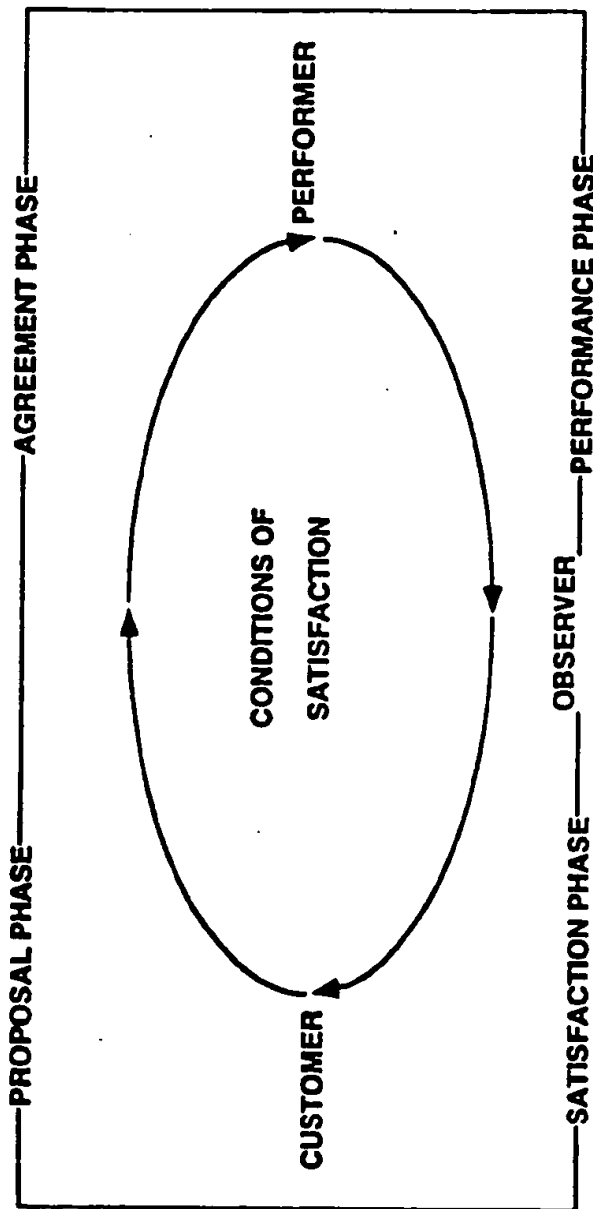 PROPOSAL PHASE
AGREEMENT PHASE
CUSTOMER
CONDITIONS OF
SATISFACTION
PERFORMER
SATISFACTION PHASE
OBSERVER
PERFORMANCE PHASE